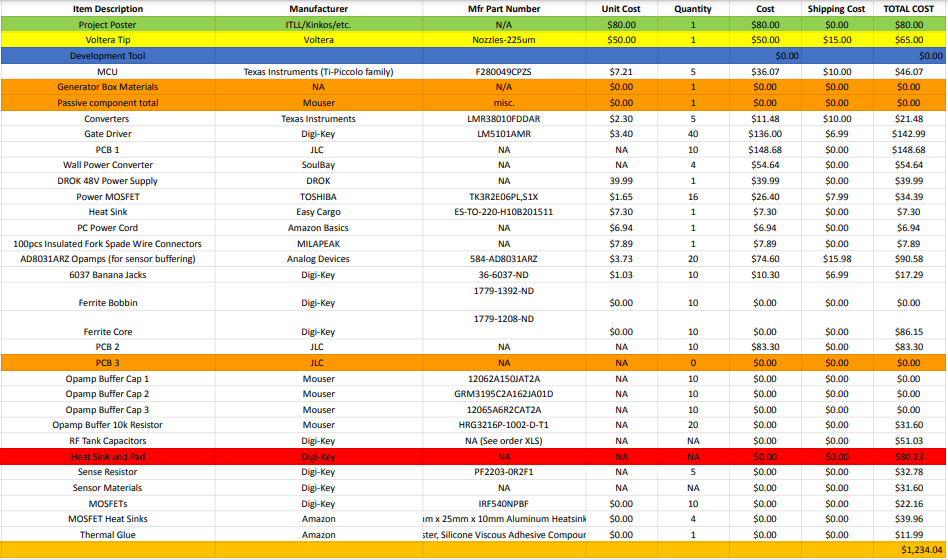 Item Description Manufacturer Mfr Part Number Unit Cost Quantity Cost Shipping Cost TOTAL COST
Project Poster ITLL/Kinkos/etc. N/A $80.00 1 $80.00 $0.00 $80.00
Voltera Tip Voltera Nozzles-225um $50.00 1 $50.00 $15.00 $65.00
Development Tool $0.00 $0.00
MCU Texas Instruments (Ti-Piccolo family) F280049CPZS $7.21 5 $36.07 $10.00 $46.07
Generator Box Materials NA N/A $0.00 1 $0.00 $0.00 $0.00
Passive component total Mouser misc. $0.00 1 $0.00 $0.00 $0.00
Converters Texas Instruments LMR38010FDDAR $2.30 5 $11.48 $10.00 $21.48
Gate Driver Digi-Key LM5101AMR $3.40 40 $136.00 $6.99 $142.99
PCB 1 JLC NA NA 10 $148.68 $0.00 $148.68
Wall Power Converter SoulBay NA NA 4 $54.64 $0.00 $54.64
DROK 48V Power Supply DROK NA 39.99 1 $39.99 $0.00 $39.99
Power MOSFET TOSHIBA TK3R2E06PL,S1X $1.65 16 $26.40 $7.99 $34.39
Heat Sink Easy Cargo ES-TO-220-H10B201511 $7.30 1 $7.30 $0.00 $7.30
PC Power Cord Amazon Basics NA $6.94 1 $6.94 $0.00 $6.94
100pcs Insulated Fork Spade Wire Connectors MILAPEAK NA $7.89 1 $7.89 $0.00 $7.89
AD8031ARZ Opamps (for sensor buffering) Analog Devices 584-AD8031ARZ $3.73 20 $74.60 $15.98 $90.58
6037 Banana Jacks Digi-Key 36-6037-ND $1.03 10 $10.30 $6.99 $17.29
1779-1392-ND
Ferrite Bobbin Digi-Key $0.00 10 $0.00 $0.00 $0.00
1779-1208-ND
Ferrite Core Digi-Key $0.00 10 $0.00 $0.00 $86.15
PCB 2 JLC NA NA 10 $83.30 $0.00 $83.30
PCB 3 JLC NA NA 0 $0.00 $0.00 $0.00
Opamp Buffer Cap 1 Mouser 12062A150JAT2A NA 10 $0.00 $0.00 $0.00
Opamp Buffer Cap 2 Mouser GRM3195C2A162JA01D NA 10 $0.00 $0.00 $0.00
Opamp Buffer Cap 3 Mouser 12065A6R2CAT2A NA 10 $0.00 $0.00 $0.00
Opamp Buffer 10k Resistor Mouser HRG3216P-1002-D-T1 NA 20 $0.00 $0.00 $31.60
RF Tank Capacitors Digi-Key NA (See order XLS) NA NA $0.00 $0.00 $51.03
Heat Sink and Pad Digi-Key NA NA NA $0.00 $0.00 $80.23
Sense Resistor Digi-Key PF2203-0R2F1 NA 5 $0.00 $0.00 $32.78
Sensor Materials Digi-Key NA NA NA $0.00 $0.00 $31.60
MOSFETs Digi-Key IRF540NPBF $0.00 10 $0.00 $0.00 $22.16
MOSFET Heat Sinks Amazon m x 25mm x 10mm Aluminum Heatsink $0.00 4 $0.00 $0.00 $39.96
Thermal Glue Amazon ster, Silicone Viscous Adhesive Compour $0.00 1 $0.00 $0.00 $11.99
$1,234.04